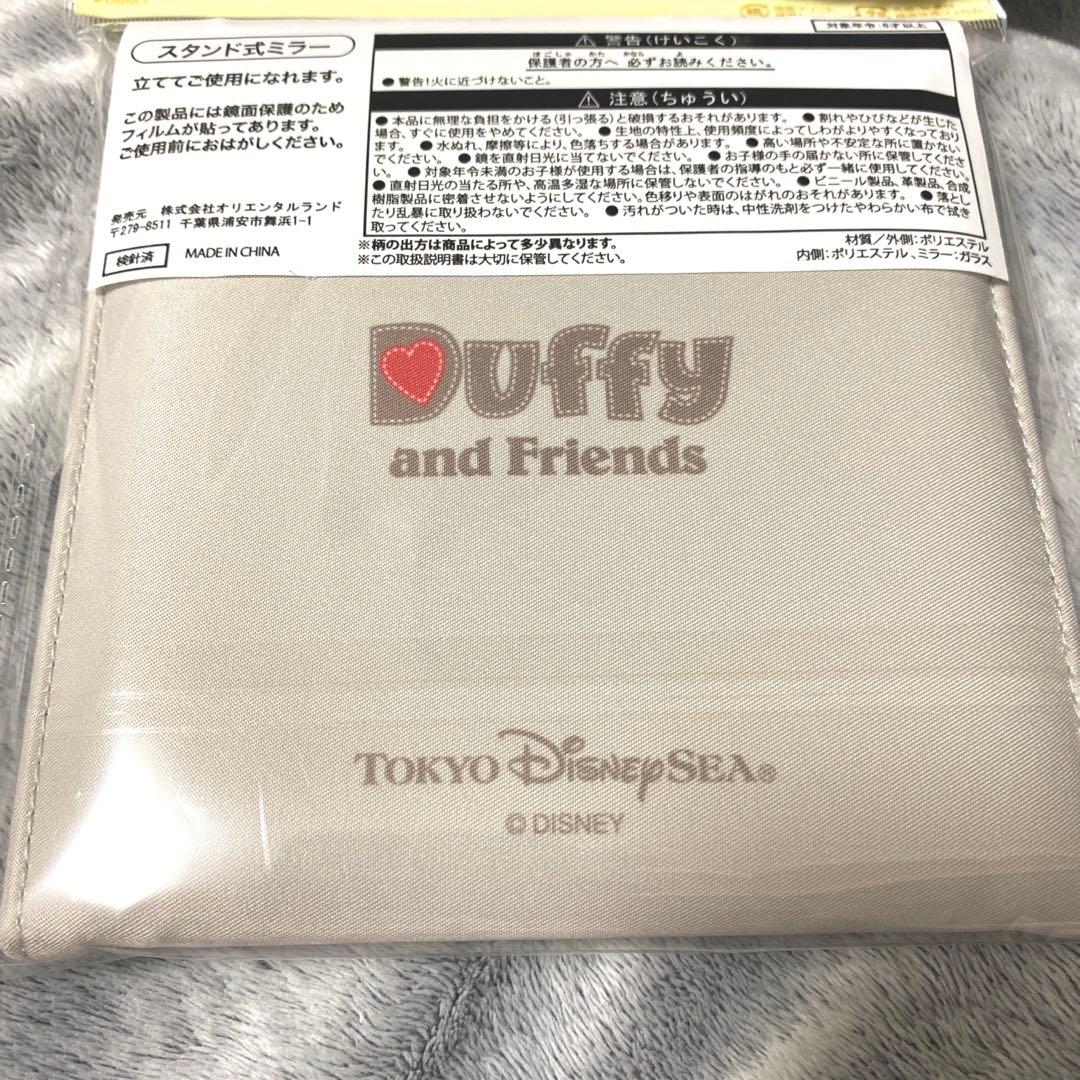 © DISNEY
対象年令:6才以上
スタンド式ミラー
立ててご使用になれます。
この製品には鏡面保護のため
フィルムが貼ってあります。
ご使用前におはがしください。
発売元 株式会社オリエンタルランド
〒279-8511 千葉県浦安市舞浜1-1
検針済 MADE IN CHINA
警告(けいこく)
ほごしゃ かた かなら よ
保護者の方へ 必ずお読みください。
● 警告!火に近づけないこと。
注意(ちゅうい)
● 本品に無理な負担をかける(引っ張る)と破損するおそれがあります。 ● 割れやひびなどが生じた
場合、すぐに使用をやめてください。 ● 生地の特性上、使用頻度によってしわがよりやすくなっており
ます。 ● 水ぬれ、摩擦等により、色落ちする場合があります。 ● 高い場所や不安定な所に置かない
でください。 ● 鏡を直射日光に当てないでください。 ● お子様の手の届かない所に保管してくださ
い。 ● 対象年令未満のお子様が使用する場合は、保護者の指導のもと必ず一緒に使用してください。
● 直射日光の当たる所や、高温多湿な場所に保管しないでください。 ● ビニール製品、革製品、合成
樹脂製品に密着させないようにしてください。色移りや表面のはがれのおそれがあります。 ● 落とし
たり乱暴に取り扱わないでください。 ● 汚れがついた時は、中性洗剤をつけたやわらかい布で拭き
取ってください。
※柄の出方は商品によって多少異なります。
※この取扱説明書は大切に保管してください。
材質/外側:ポリエステル
内側:ポリエステル、ミラー:ガラス
Duffy
and Friends
TOKYO DisneySEA®
© DISNEY